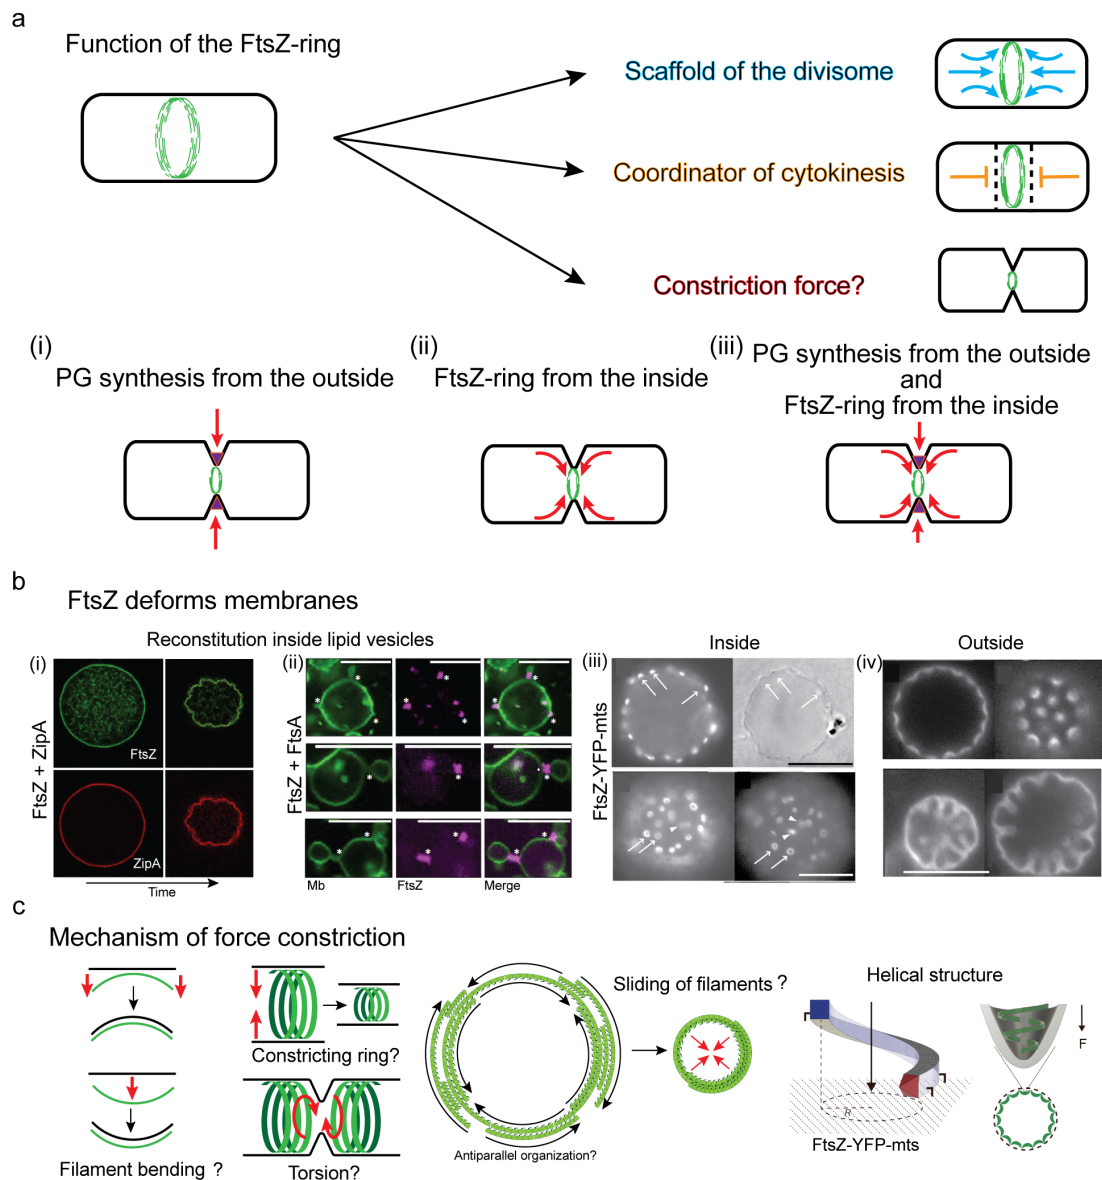 a
Function of the FtsZ-ring
Scaffold of the divisome
Coordinator of cytokinesis
Constriction force?
(i)
PG synthesis from the outside
(ii)
FtsZ-ring from the inside
(iii)
PG synthesis from the outside
and
FtsZ-ring from the inside
b
FtsZ deforms membranes
Reconstitution inside lipid vesicles
(i)
FtsZ + ZipA
FtsZ
ZipA
Time
(ii)
FtsZ + FtsA
* * * *
* * * *
* *
* *
* *
* *
* *
* *
* *
Mb
FtsZ
Merge
Inside
(iii)
FtsZ-YFP-mts
Outside
(iv)
c
Mechanism of force constriction
Filament bending ?
Constricting ring?
Torsion?
Antiparallel organization?
Sliding of filaments ?
Helical structure
R
FtsZ-YFP-mts
F